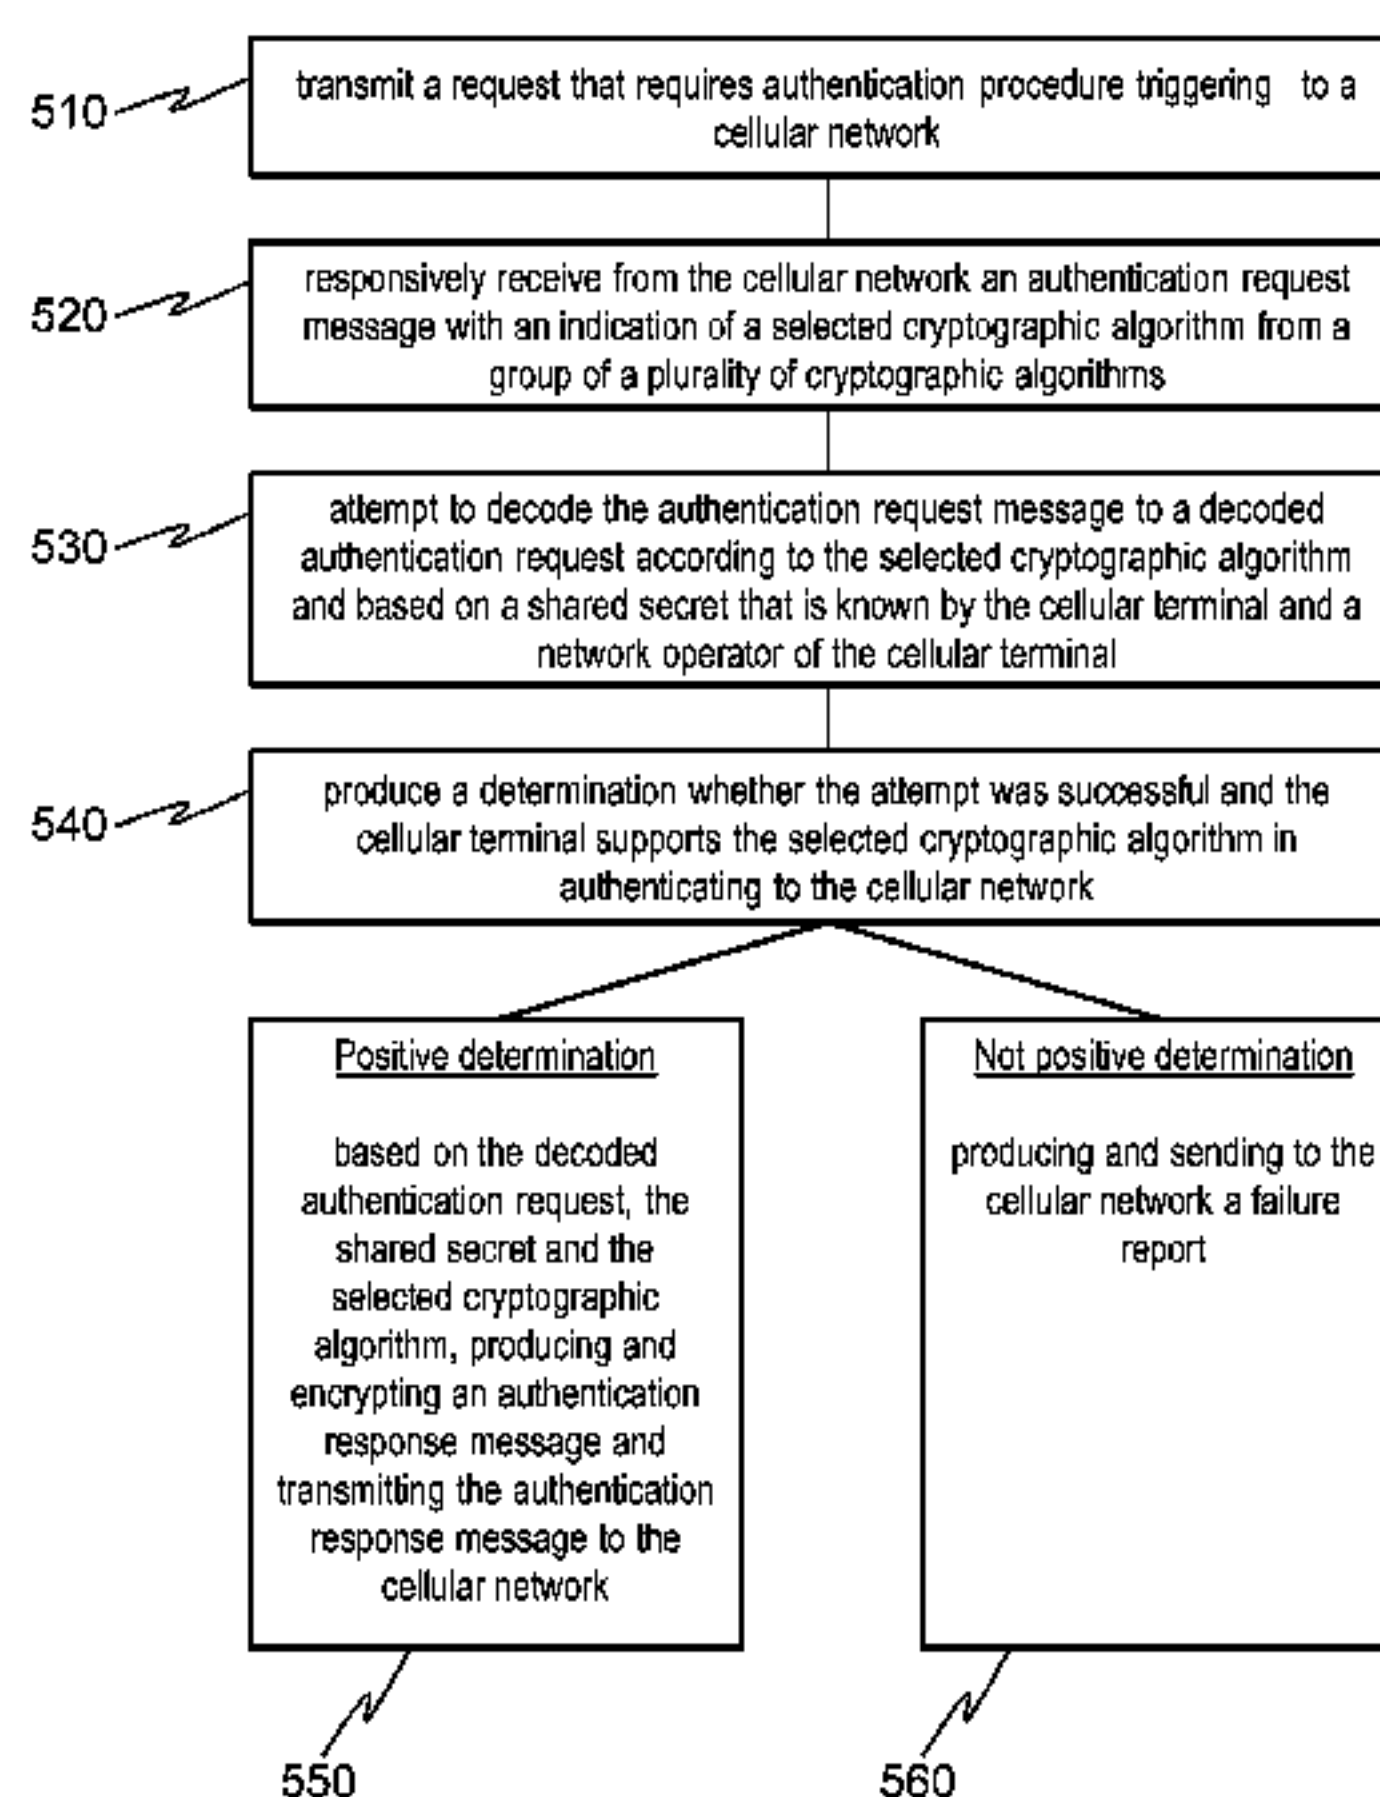 510
transmit a request that requires authentication procedure triggering to a
cellular network
520
responsively receive from the cellular network an authentication request
message with an indication of a selected cryptographic algorithm from a
group of a plurality of cryptographic algorithms
530
attempt to decode the authentication request message to a decoded
authentication request according to the selected cryptographic algorithm
and based on a shared secret that is known by the cellular terminal and a
network operator of the cellular terminal
540
produce a determination whether the attempt was successful and the
cellular terminal supports the selected cryptographic algorithm in
authenticating to the cellular network
Positive determination
based on the decoded
authentication request, the
shared secret and the
selected cryptographic
algorithm, producing and
encrypting an authentication
response message and
transmitting the authentication
response message to the
cellular network
550
Not positive determination
producing and sending to the
cellular network a failure
report
560